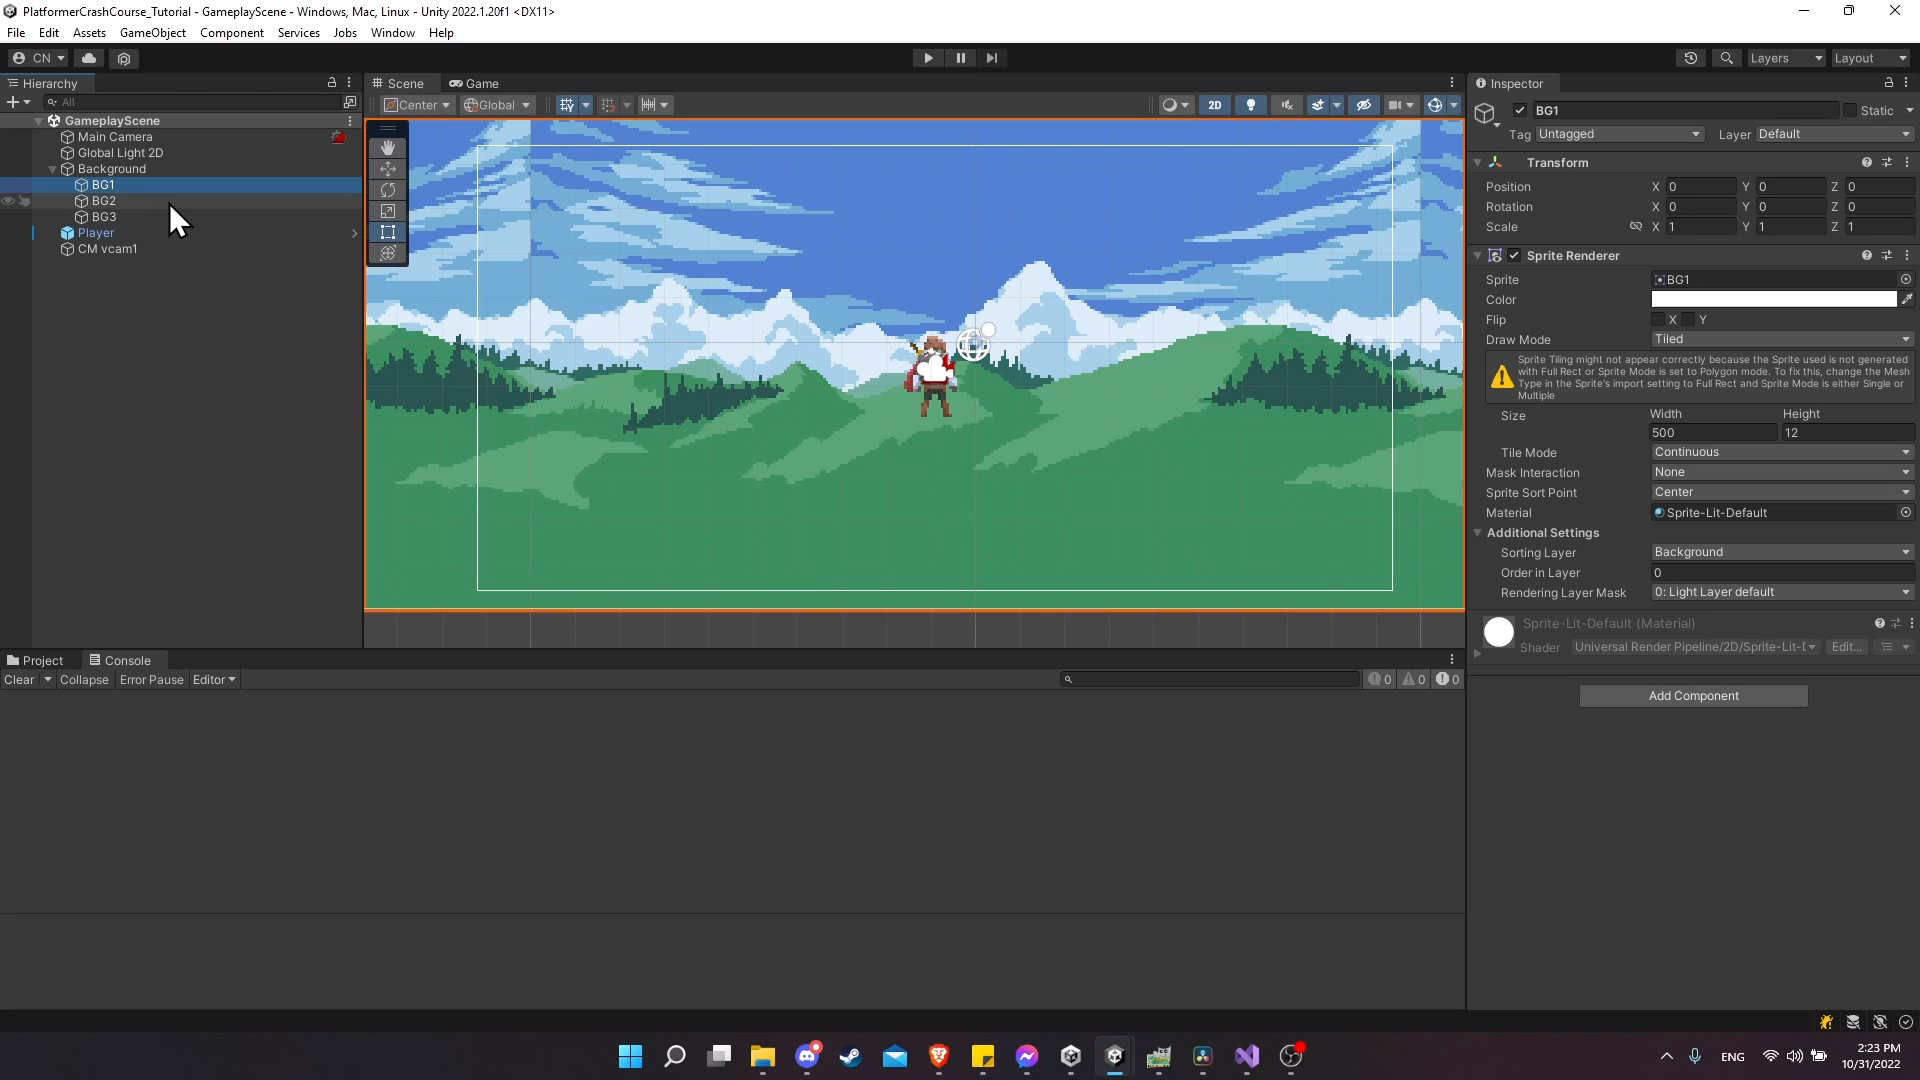 PlatformerCrashCourse_Tutorial - GameplayScene - Windows, Mac, Linux - Unity 2022.1.20f1 <DX11>
File Edit Assets GameObject Component Services Jobs Window Help
CN Layers Layout
Hierarchy
All
GameplayScene
Main Camera
Global Light 2D
Background
BG1
BG2
BG3
Player
CM vcam1
Scene Game
Center Global 2D
Inspector
BG1 Static
Tag Untagged Layer Default
Transform
Position X 0 Y 0 Z 0
Rotation X 0 Y 0 Z 0
Scale X 1 Y 1 Z 1
Sprite Renderer
Sprite BG1
Color
Flip X Y
Draw Mode Tiled
Sprite Tiling might not appear correctly because the Sprite used is not generated
with Full Rect or Sprite Mode is set to Polygon mode. To fix this, change the Mesh
Type in the Sprite's import setting to Full Rect and Sprite Mode is either Single or
Multiple
Size Width Height
500 12
Tile Mode Continuous
Mask Interaction None
Sprite Sort Point Center
Material Sprite-Lit-Default
Additional Settings
Sorting Layer Background
Order in Layer 0
Rendering Layer Mask 0: Light Layer default
Sprite-Lit-Default (Material)
Shader Universal Render Pipeline/2D/Sprite-Lit-D Edit...
Add Component
Project Console
Clear Collapse Error Pause Editor 0 0 0
ENG 2:23 PM
10/31/2022